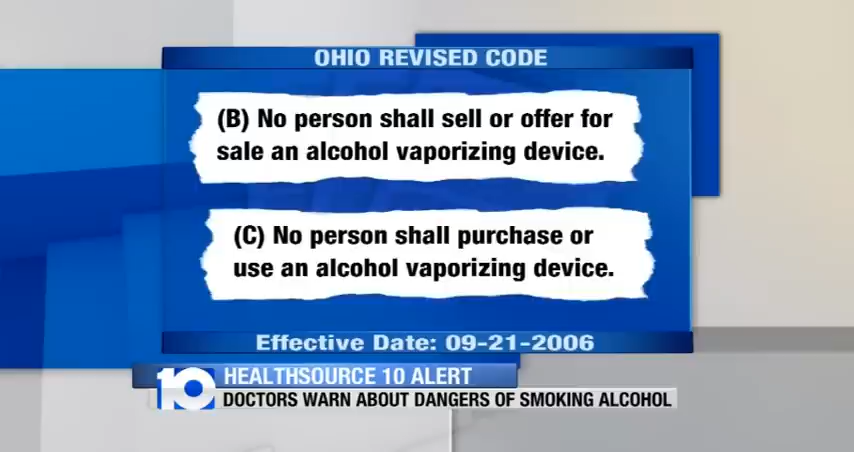 OHIO REVISED CODE
(B) No person shall sell or offer for
sale an alcohol vaporizing device.
(C) No person shall purchase or
use an alcohol vaporizing device.
Effective Date: 09-21-2006
10 HEALTHSOURCE 10 ALERT
DOCTORS WARN ABOUT DANGERS OF SMOKING ALCOHOL